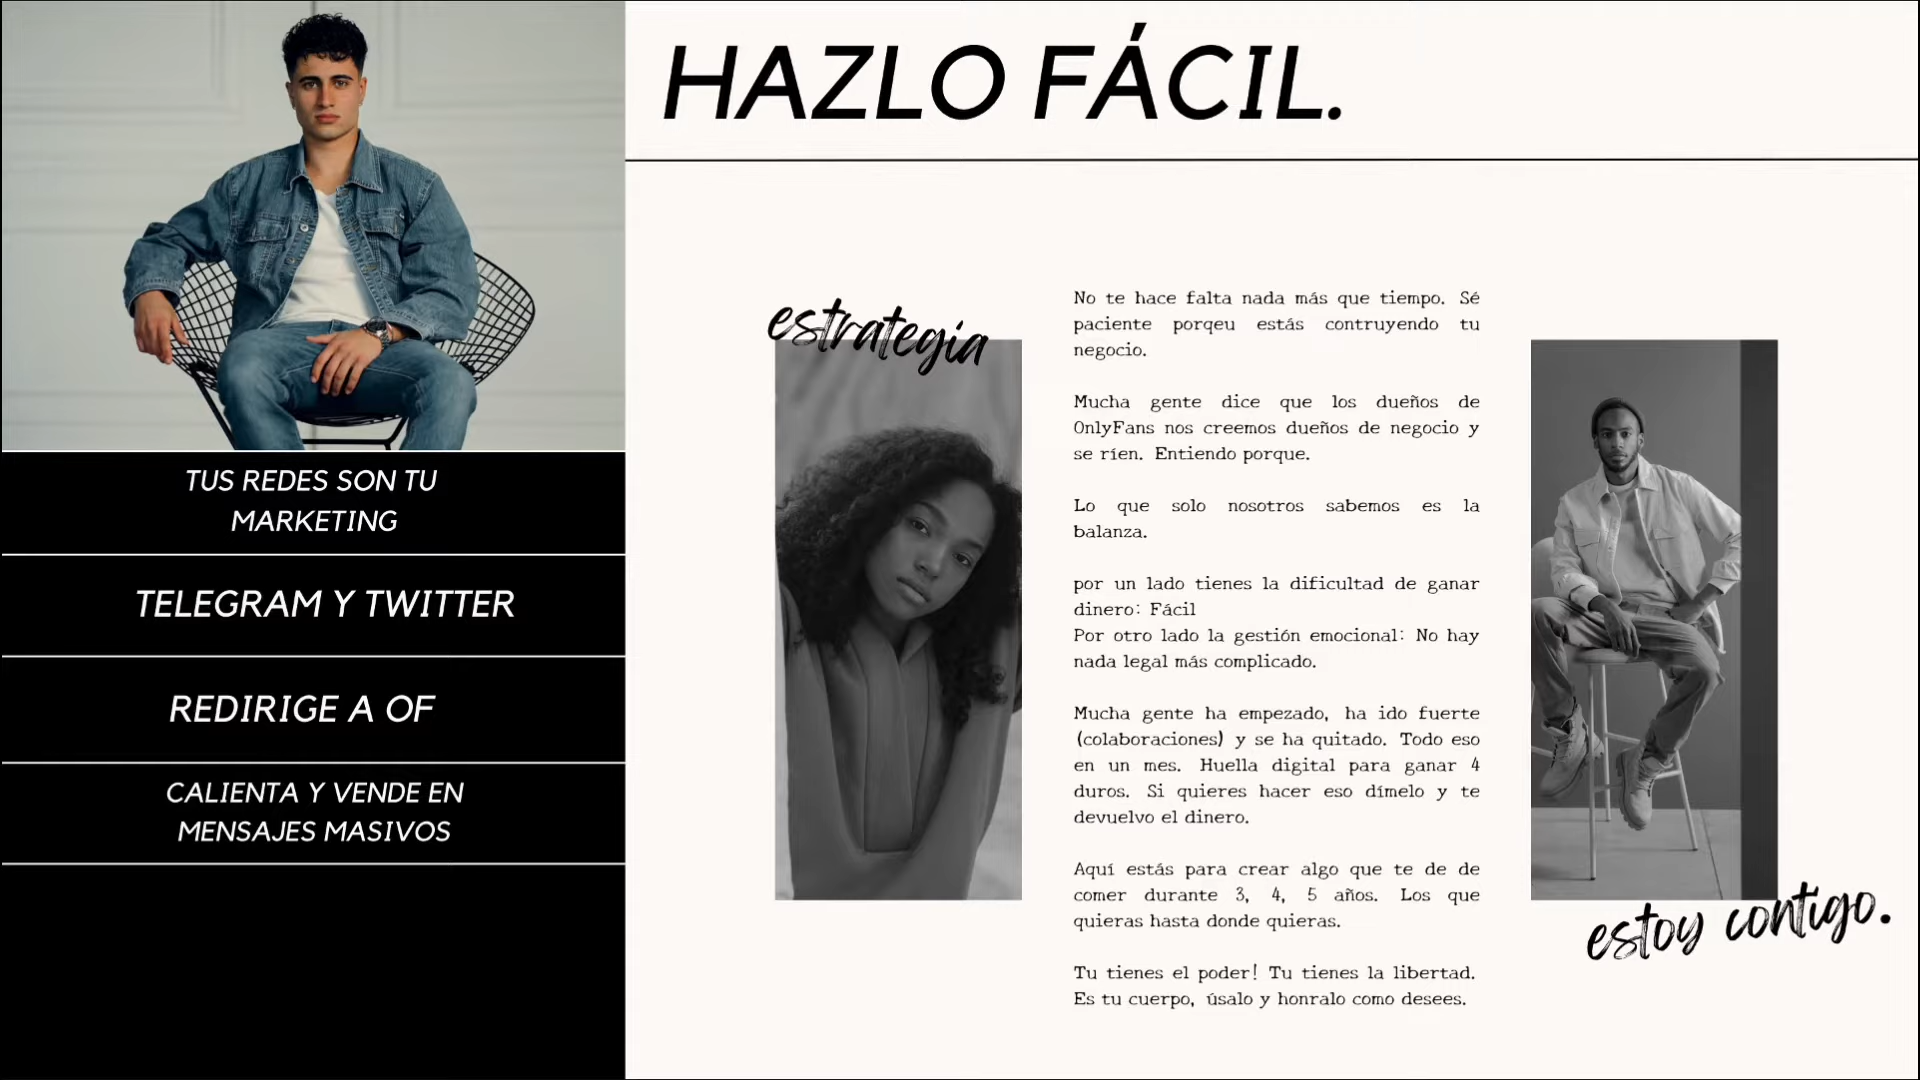 HAZLO FÁCIL.
TUS REDES SON TU
MARKETING
TELEGRAM Y TWITTER
REDIRIGE A OF
CALIENTA Y VENDE EN
MENSAJES MASIVOS
estrategia
No te hace falta nada más que tiempo. Sé
paciente porqeu estás contruyendo tu
negocio.
Mucha gente dice que los dueños de
OnlyFans nos creemos dueños de negocio y
se ríen. Entiendo porque.
Lo que solo nosotros sabemos es la
balanza.
por un lado tienes la dificultad de ganar
dinero: Fácil
Por otro lado la gestión emocional: No hay
nada legal más complicado.
Mucha gente ha empezado, ha ido fuerte
(colaboraciones) y se ha quitado. Todo eso
en un mes. Huella digital para ganar 4
duros. Si quieres hacer eso dímelo y te
devuelvo el dinero.
Aquí estás para crear algo que te de de
comer durante 3, 4, 5 años. Los que
quieras hasta donde quieras.
Tu tienes el poder! Tu tienes la libertad.
Es tu cuerpo, úsalo y honralo como desees.
estoy contigo.